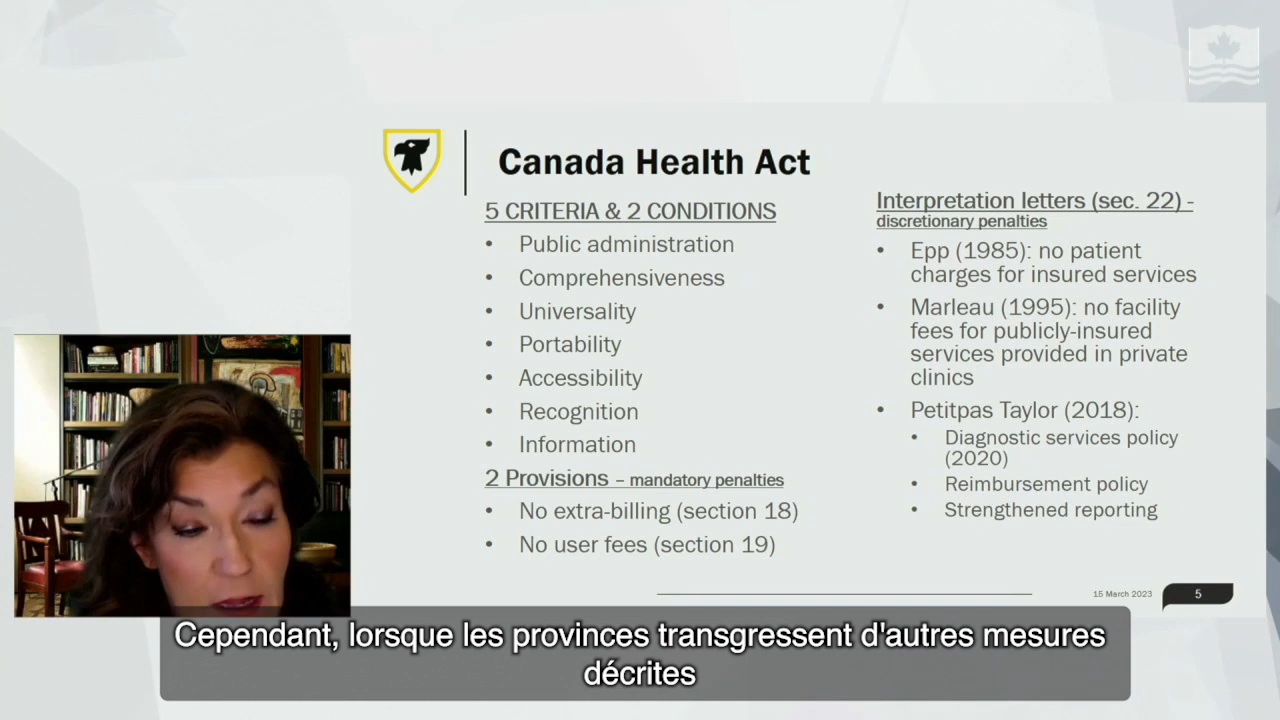 Canada Health Act
5 CRITERIA & 2 CONDITIONS
• Public administration
• Comprehensiveness
• Universality
• Portability
• Accessibility
• Recognition
• Information
2 Provisions – mandatory penalties
• No extra-billing (section 18)
• No user fees (section 19)
Interpretation letters (sec. 22) -
discretionary penalties
• Epp (1985): no patient
charges for insured services
• Marleau (1995): no facility
fees for publicly-insured
services provided in private
clinics
• Petitpas Taylor (2018):
• Diagnostic services policy
(2020)
• Reimbursement policy
• Strengthened reporting
15 March 2023
5
Cependant, lorsque les provinces transgressent d'autres mesures
décrites